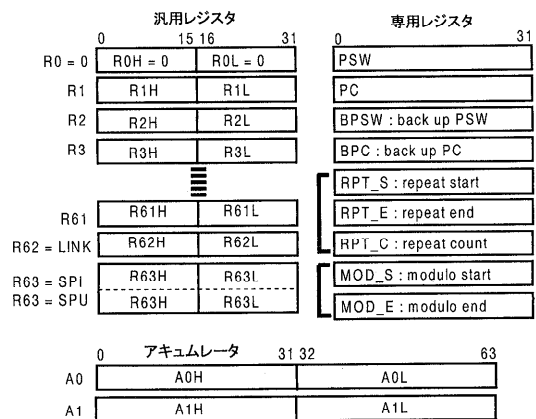 汎用レジスタ
0 15 16 31
R0 = 0 R0H = 0 R0L = 0
R1 R1H R1L
R2 R2H R2L
R3 R3H R3L
R61 R61H R61L
R62 = LINK R62H R62L
R63 = SPI R63H R63L
R63 = SPU R63H R63L
専用レジスタ
0 31
PSW
PC
BPSW : back up PSW
BPC : back up PC
RPT_S : repeat start
RPT_E : repeat end
RPT_C : repeat count
MOD_S : modulo start
MOD_E : modulo end
アキュムレータ
0 31 32 63
A0 A0H A0L
A1 A1H A1L